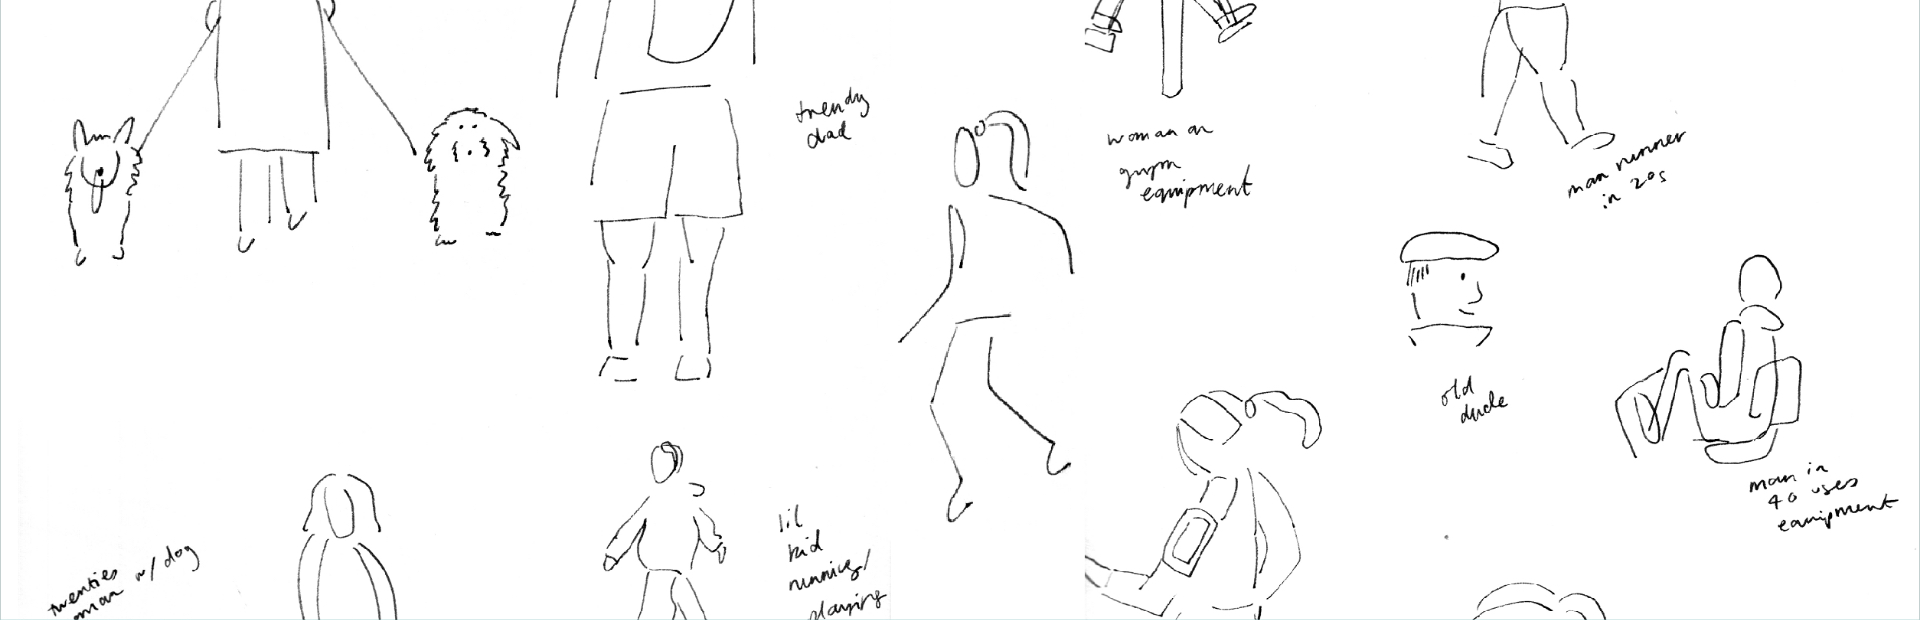 trendy
dad
woman on
gym
equipment
man runner
in 20s
old
dude
man in
40 uses
equipment
lil
kid
running/
playing
twenties
w/ dog